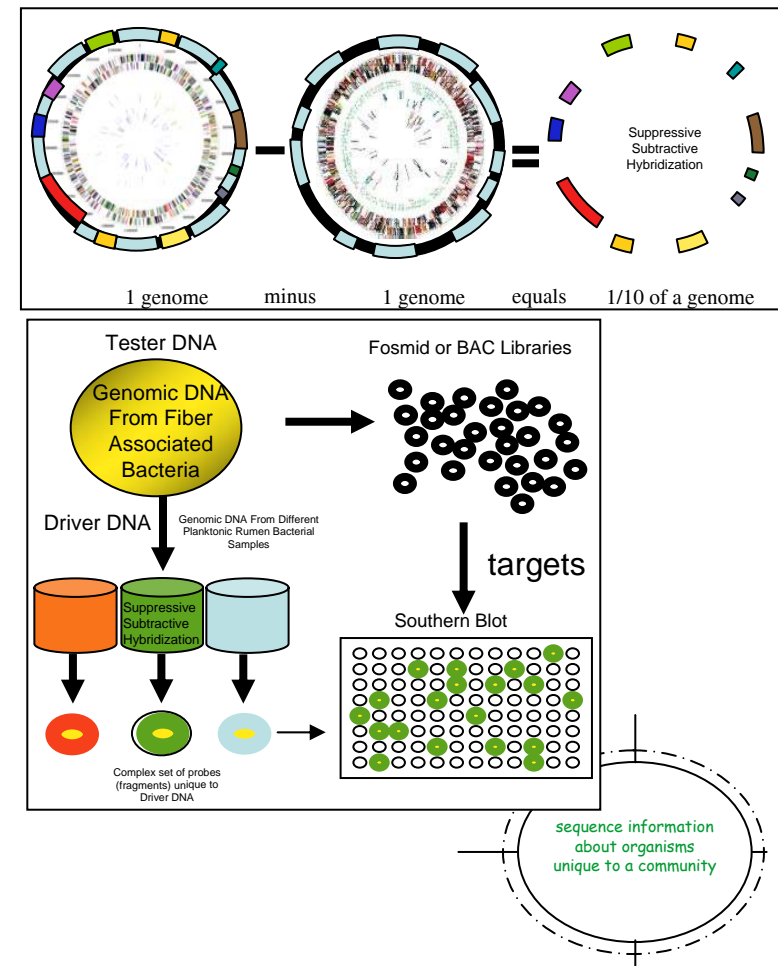 Suppressive
Subtractive
Hybridization
1 genome minus 1 genome equals 1/10 of a genome
Tester DNA
Genomic DNA
From Fiber
Associated
Bacteria
Fosmid or BAC Libraries
Driver DNA
Genomic DNA From Different
Planktonic Rumen Bacterial
Samples
targets
Suppressive
Subtractive
Hybridization
Southern Blot
Complex set of probes
(fragments) unique to
Driver DNA
sequence information
about organisms
unique to a community